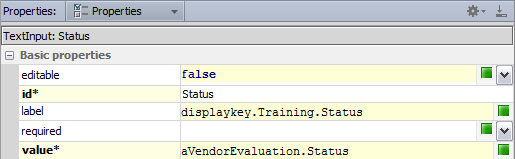 Properties: Properties
TextInput: Status
Basic properties
editable false
id* Status
label displaykey.Training.Status
required
value* aVendorEvaluation.Status